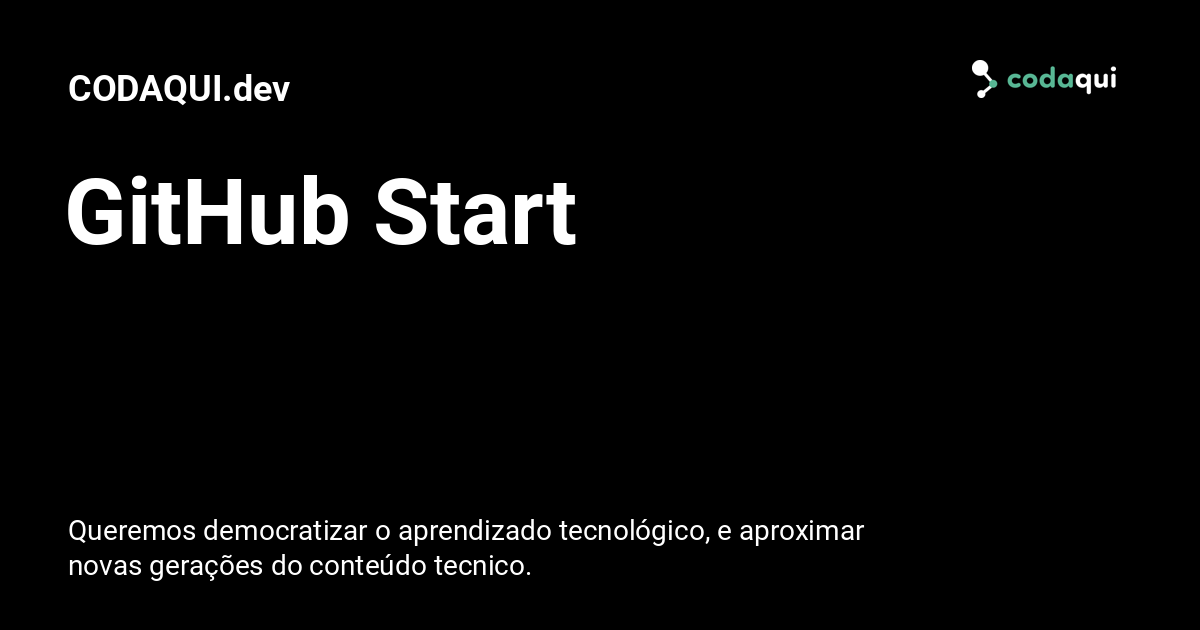 CODAQUI.dev
codaqui
GitHub Start
Queremos democratizar o aprendizado tecnológico, e aproximar
novas gerações do conteúdo tecnico.